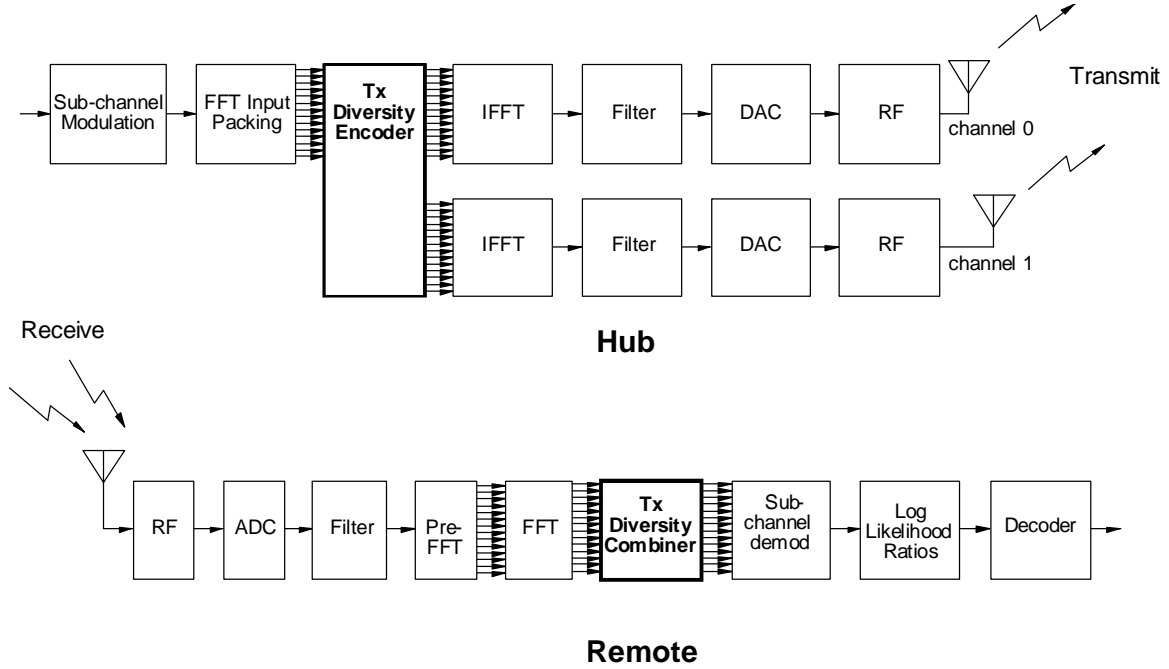 Transmit
Sub-channel
Modulation
FFT Input
Packing
Tx
Diversity
Encoder
IFFT
Filter
DAC
RF
channel 0
IFFT
Filter
DAC
RF
channel 1
Hub
Receive
RF
ADC
Filter
Pre-
FFT
FFT
Tx
Diversity
Combiner
Sub-
channel
demod
Log
Likelihood
Ratios
Decoder
Remote